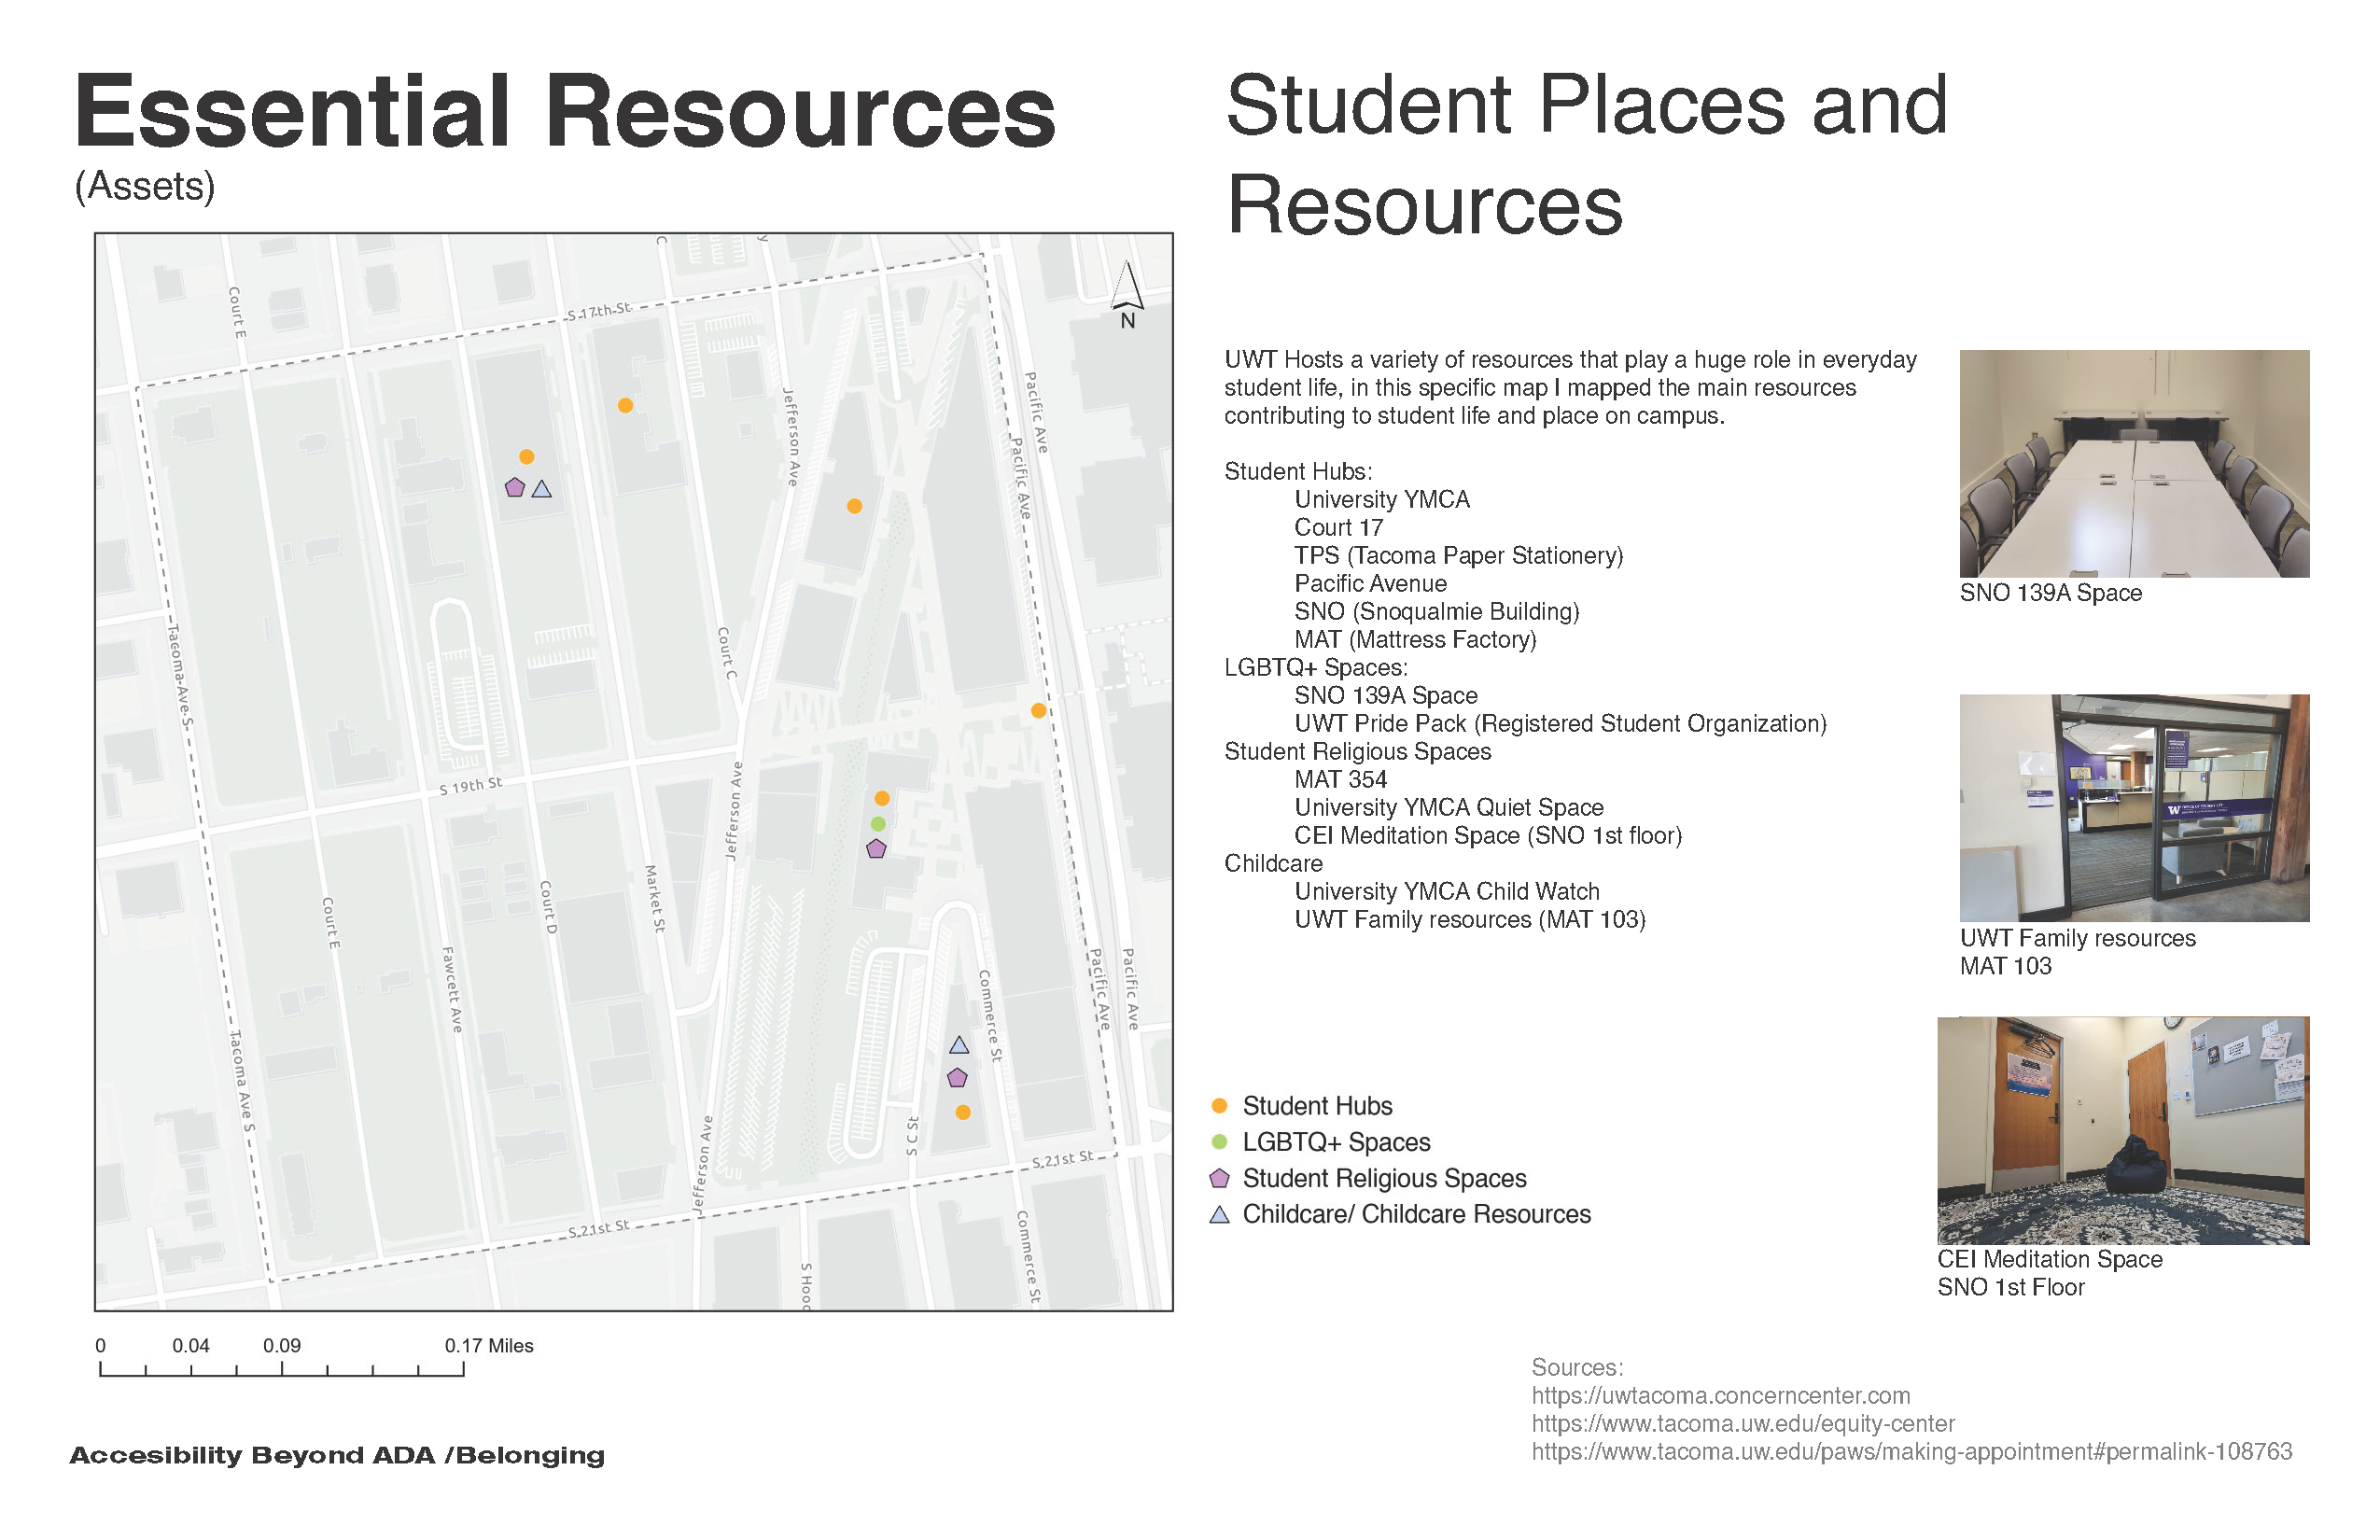 Essential Resources
(Assets)
Student Places and
Resources
C
y
Court E
S 17th St
N
Jefferson Ave
Pacific Ave
Pacific Ave
Tacoma Ave S
Court C
S 19th St
Jefferson Ave
Court E
Fawcett Ave
Court D
Market St
Tacoma Ave S
Commerce St
Pacific Ave
Pacific Ave
Jefferson Ave
S C St
S 21st St
S 21st St
S Hood
Commerce St
0 0.04 0.09 0.17 Miles
Accesibility Beyond ADA /Belonging
UWT Hosts a variety of resources that play a huge role in everyday
student life, in this specific map I mapped the main resources
contributing to student life and place on campus.
Student Hubs:
University YMCA
Court 17
TPS (Tacoma Paper Stationery)
Pacific Avenue
SNO (Snoqualmie Building)
MAT (Mattress Factory)
LGBTQ+ Spaces:
SNO 139A Space
UWT Pride Pack (Registered Student Organization)
Student Religious Spaces
MAT 354
University YMCA Quiet Space
CEI Meditation Space (SNO 1st floor)
Childcare
University YMCA Child Watch
UWT Family resources (MAT 103)
Student Hubs
LGBTQ+ Spaces
Student Religious Spaces
Childcare/ Childcare Resources
SNO 139A Space
W
UWT Family resources
MAT 103
CEI Meditation Space
SNO 1st Floor
Sources:
https://uwtacoma.concerncenter.com
https://www.tacoma.uw.edu/equity-center
https://www.tacoma.uw.edu/paws/making-appointment#permalink-108763